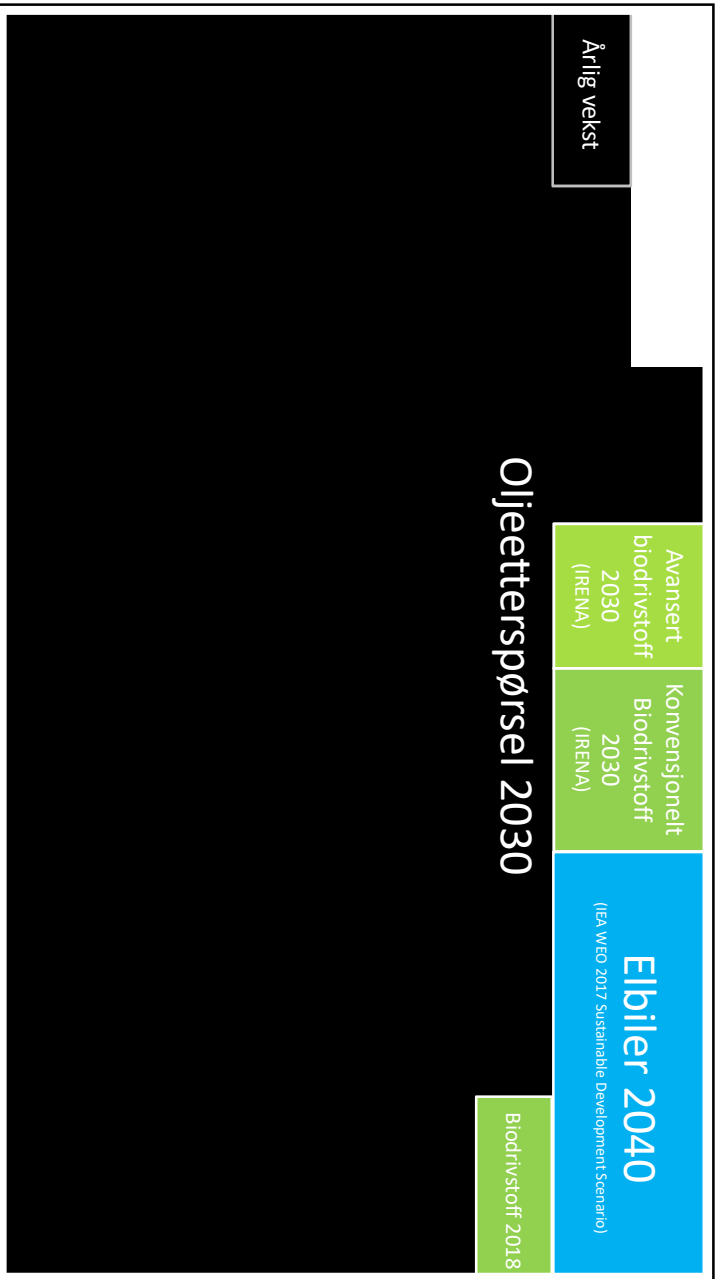 Årlig vekst
Avansert
biodrivstoff
2030
(IRENA)
Konvensjonelt
Biodrivstoff
2030
(IRENA)
Elbiler 2040
(IEA WEO 2017 Sustainable Development Scenario)
Oljeetterspørsel 2030
Biodrivstoff 2018